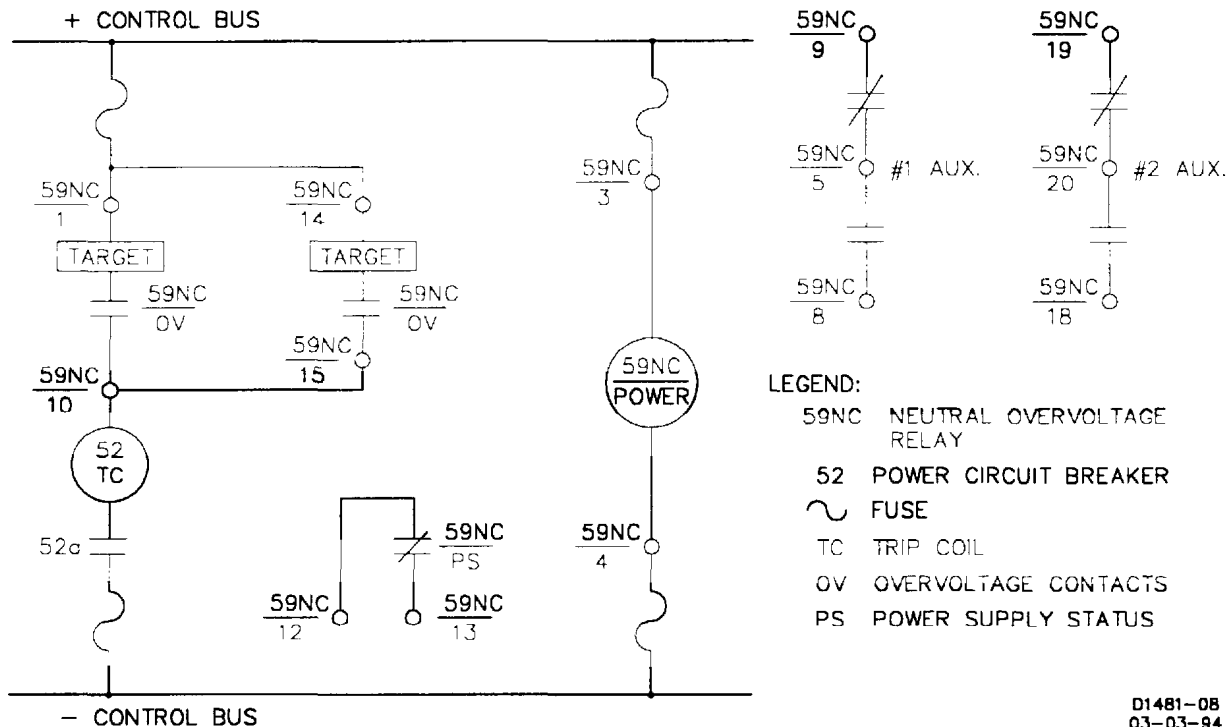 + CONTROL BUS
59NC
1
59NC
14
TARGET
TARGET
59NC
OV
59NC
OV
59NC
15
59NC
10
52
TC
52a
59NC
PS
59NC
12
59NC
13
59NC
3
59NC
POWER
59NC
4
− CONTROL BUS
59NC
9
59NC
19
59NC
5
#1 AUX.
59NC
20
#2 AUX.
59NC
8
59NC
18
LEGEND:
59NC NEUTRAL OVERVOLTAGE
RELAY
52 POWER CIRCUIT BREAKER
FUSE
TC TRIP COIL
OV OVERVOLTAGE CONTACTS
PS POWER SUPPLY STATUS
D1481-08
03-03-94